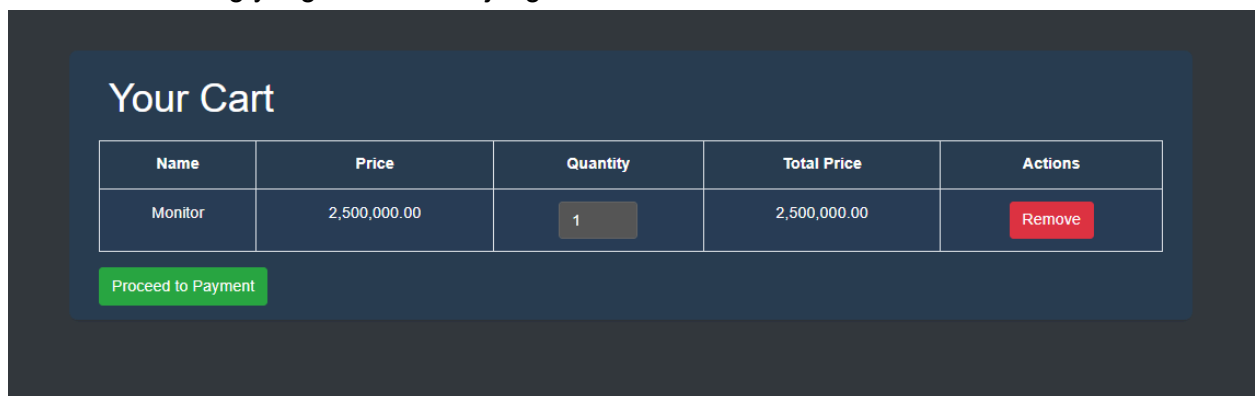 Your Cart
Name Price Quantity Total Price Actions
Monitor 2,500,000.00 1 2,500,000.00 Remove
Proceed to Payment